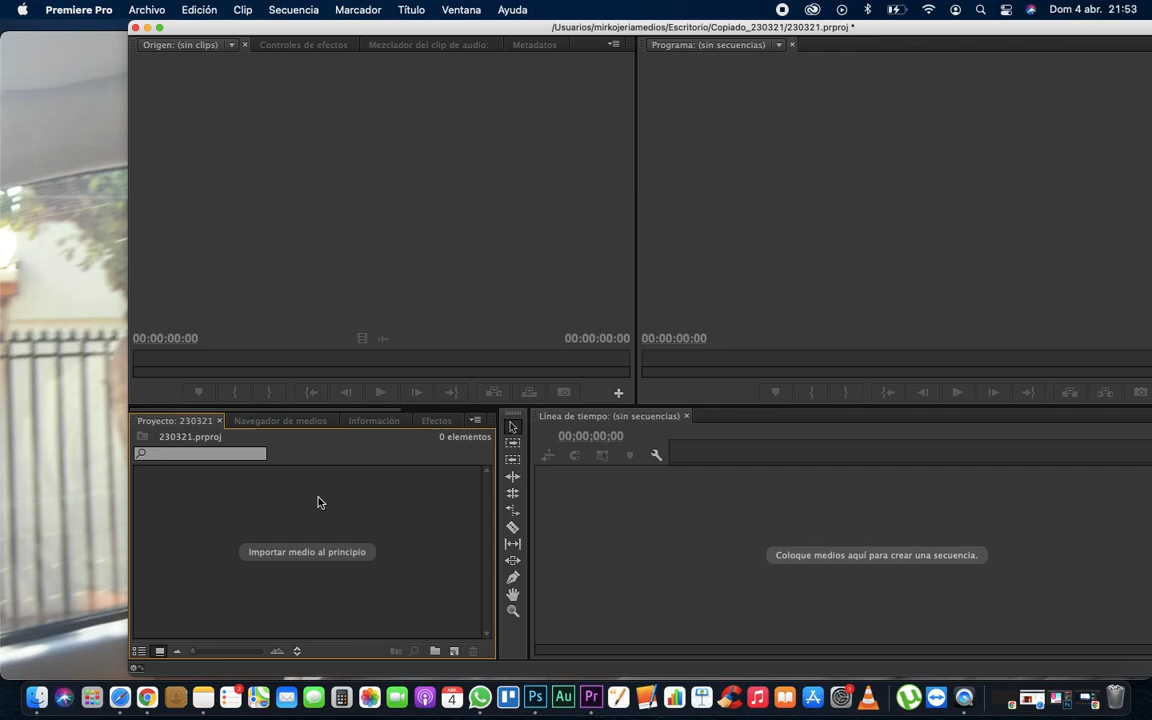 Premiere Pro Archivo Edición Clip Secuencia Marcador Título Ventana Ayuda Dom 4 abr. 21:53
/Usuarios/mirkojeriamedios/Escritorio/Copiado_230321/230321.prproj *
Origen: (sin clips) Controles de efectos Mezclador del clip de audio: Metadatos Programa: (sin secuencias)
00:00:00:00 00:00:00:00 00:00:00:00
Proyecto: 230321 Navegador de medios Información Efectos
230321.prproj 0 elementos
Importar medio al principio
Línea de tiempo: (sin secuencias)
00;00;00;00
Coloque medios aquí para crear una secuencia.
4 Ps Au Pr